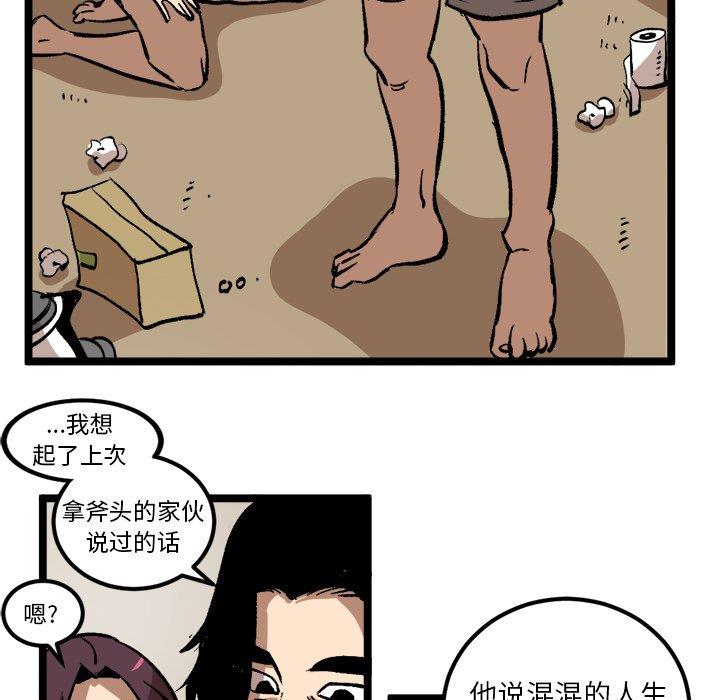 ...我想
起了上次
拿斧头的家伙
说过的话
嗯?
他说混混的人生